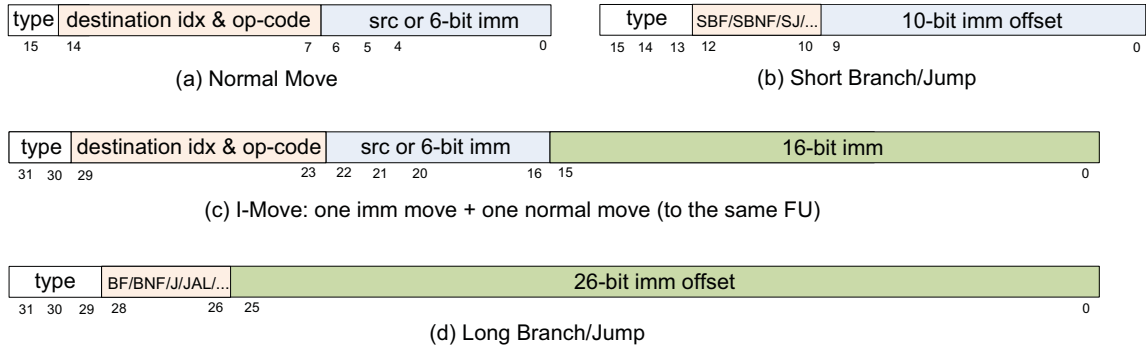 type destination idx & op-code src or 6-bit imm
15 14 7 6 5 4 0
(a) Normal Move
type SBF/SBNF/SJ/... 10-bit imm offset
15 14 13 12 10 9 0
(b) Short Branch/Jump
type destination idx & op-code src or 6-bit imm 16-bit imm
31 30 29 23 22 21 20 16 15 0
(c) I-Move: one imm move + one normal move (to the same FU)
type BF/BNF/J/JAL/... 26-bit imm offset
31 30 29 28 26 25 0
(d) Long Branch/Jump